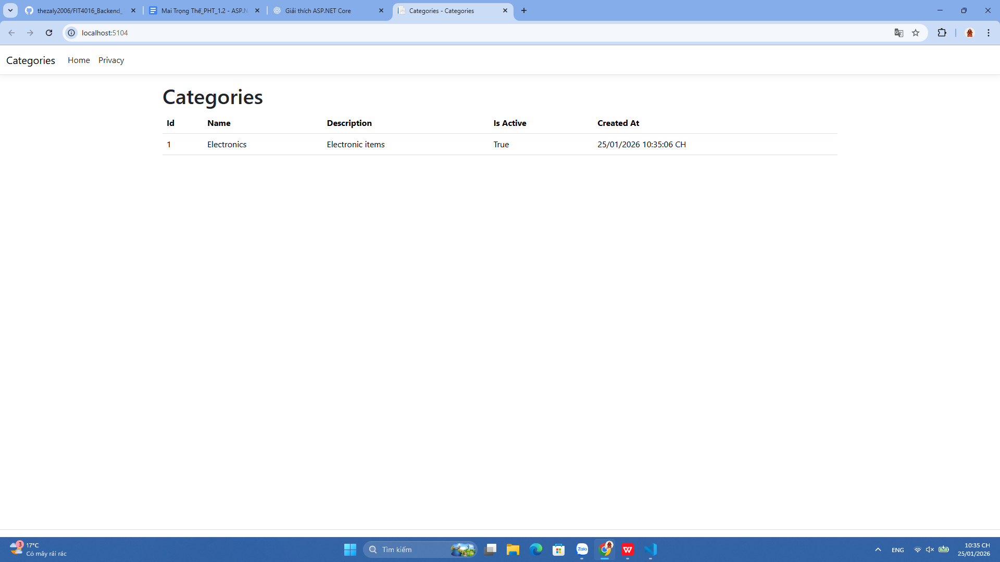 thezaly2006/FIT4016_Backend_
Mai Trọng Thế_PHT_1.2 - ASP.N
Giải thích ASP.NET Core
Categories - Categories
localhost:5104
Categories Home Privacy
Categories
Id Name Description Is Active Created At
1 Electronics Electronic items True 25/01/2026 10:35:06 CH
3
17°C
Có mây rải rác
Tìm kiếm
Zalo
ENG
10:35 CH
25/01/2026